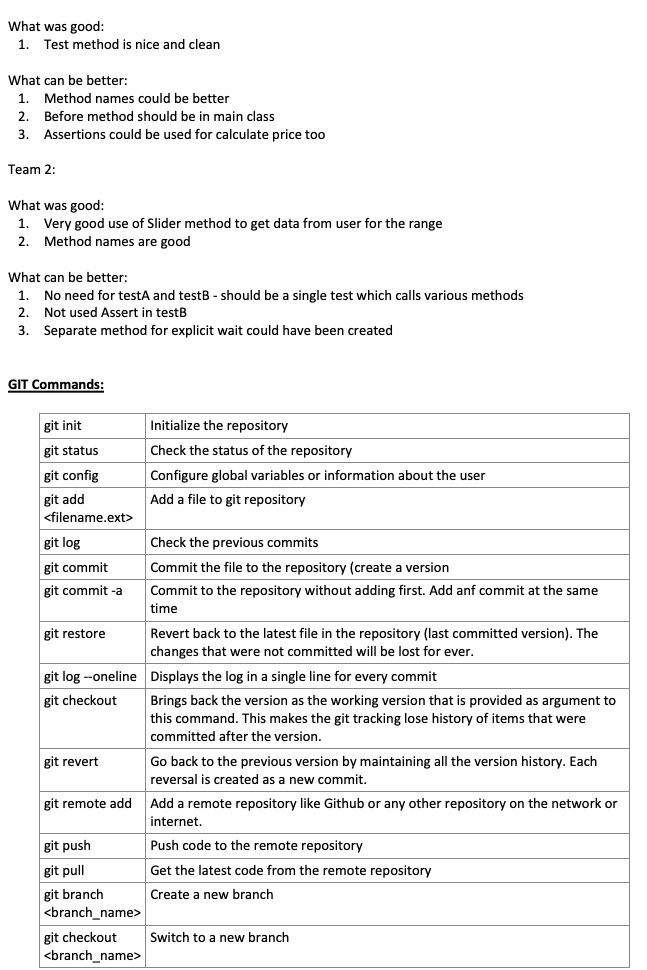 What was good:
1. Test method is nice and clean
What can be better:
1. Method names could be better
2. Before method should be in main class
3. Assertions could be used for calculate price too
Team 2:
What was good:
1. Very good use of Slider method to get data from user for the range
2. Method names are good
What can be better:
1. No need for testA and testB - should be a single test which calls various methods
2. Not used Assert in testB
3. Separate method for explicit wait could have been created
GIT Commands:
git init Initialize the repository
git status Check the status of the repository
git config Configure global variables or information about the user
git add Add a file to git repository
<filename.ext>
git log Check the previous commits
git commit Commit the file to the repository (create a version
git commit -a Commit to the repository without adding first. Add anf commit at the same
time
git restore Revert back to the latest file in the repository (last committed version). The
changes that were not committed will be lost for ever.
git log --oneline Displays the log in a single line for every commit
git checkout Brings back the version as the working version that is provided as argument to
this command. This makes the git tracking lose history of items that were
committed after the version.
git revert Go back to the previous version by maintaining all the version history. Each
reversal is created as a new commit.
git remote add Add a remote repository like Github or any other repository on the network or
internet.
git push Push code to the remote repository
git pull Get the latest code from the remote repository
git branch Create a new branch
<branch_name>
git checkout Switch to a new branch
<branch_name>